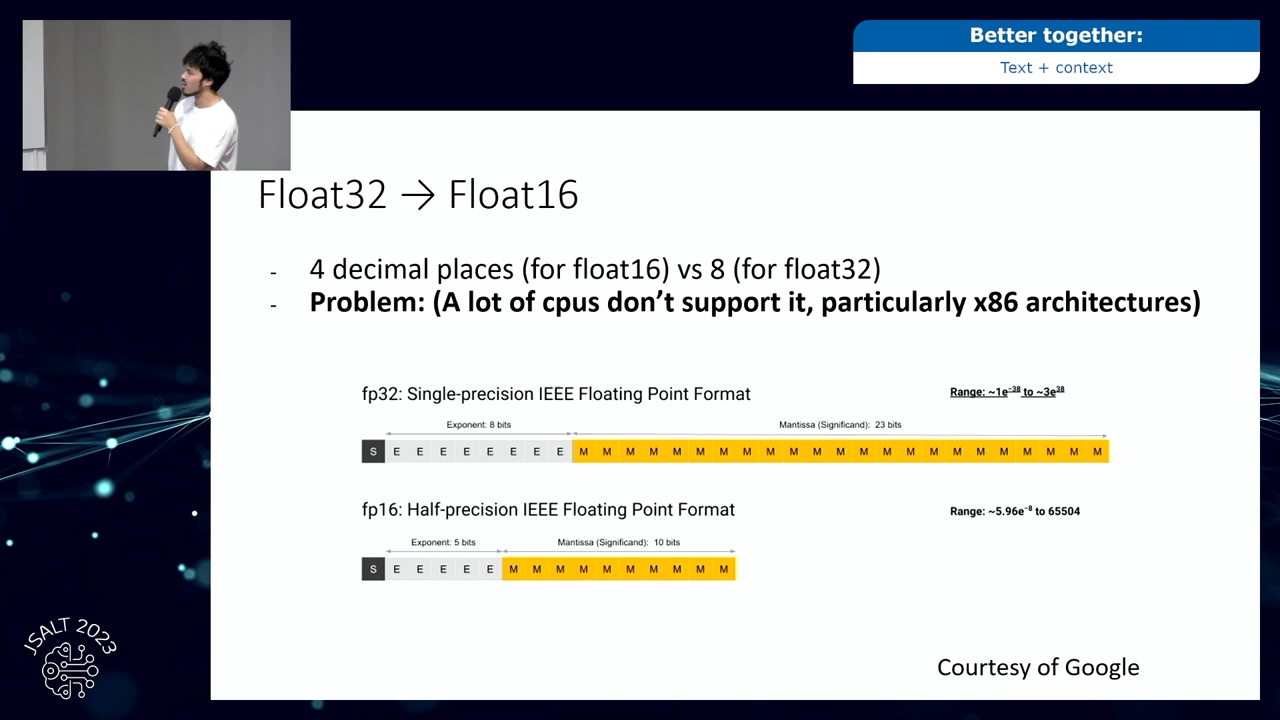 Better together:
Text + context
Float32 → Float16
- 4 decimal places (for float16) vs 8 (for float32)
- Problem: (A lot of cpus don’t support it, particularly x86 architectures)
fp32: Single-precision IEEE Floating Point Format
Range: ~1e⁻³⁸ to ~3e³⁸
Exponent: 8 bits
Mantissa (Significand): 23 bits
S E E E E E E E E M M M M M M M M M M M M M M M M M M M M M M M
fp16: Half-precision IEEE Floating Point Format
Range: ~5.96e⁻⁸ to 65504
Exponent: 5 bits
Mantissa (Significand): 10 bits
S E E E E E M M M M M M M M M M
JSALT 2023
Courtesy of Google